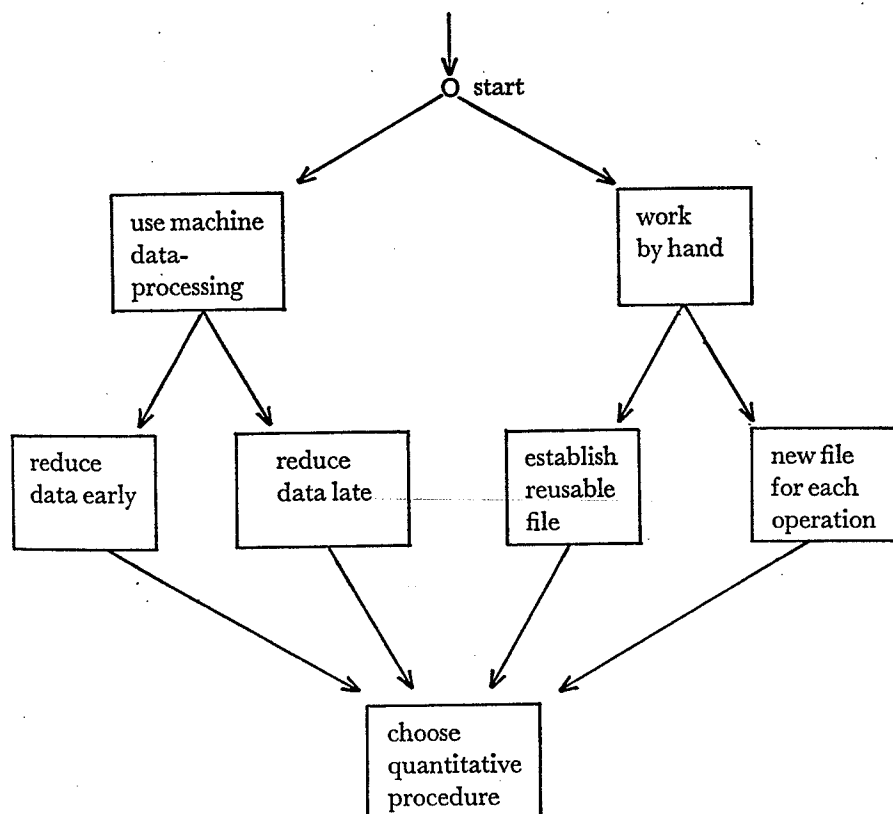 start
use machine
data-
processing
work
by hand
reduce
data early
reduce
data late
establish
reusable
file
new file
for each
operation
choose
quantitative
procedure